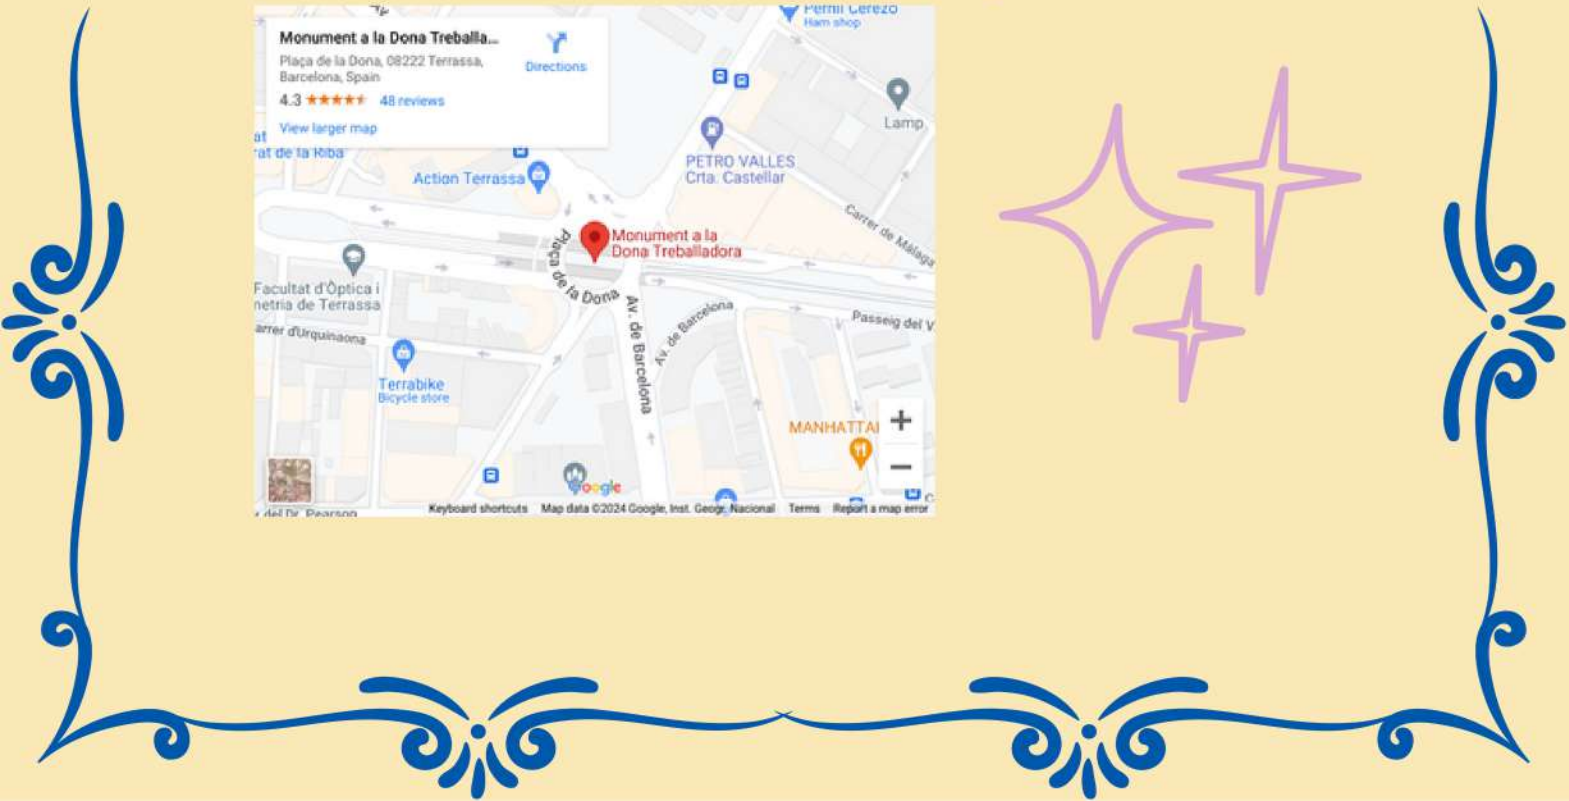 Pernil Cerezo
Ham shop
Monument a la Dona Treballa...
Plaça de la Dona, 08222 Terrassa,
Barcelona, Spain
4.3
48 reviews
View larger map
Directions
Lamp
at
rat de la Riba
PETRO VALLES
Crta. Castellar
Action Terrassa
Carrer de Màlaga
Monument a la
Dona Treballadora
Plaça de la Dona
Facultat d'Òptica i
netria de Terrassa
Av. de Barcelona
Av. de Barcelona
Passeig del V
arrer d'Urquinaona
Terrabike
Bicycle store
MANHATTAI
+
−
Google
del Dr. Pearson
Keyboard shortcuts
Map data ©2024 Google, Inst. Geogr. Nacional
Terms
Report a map error